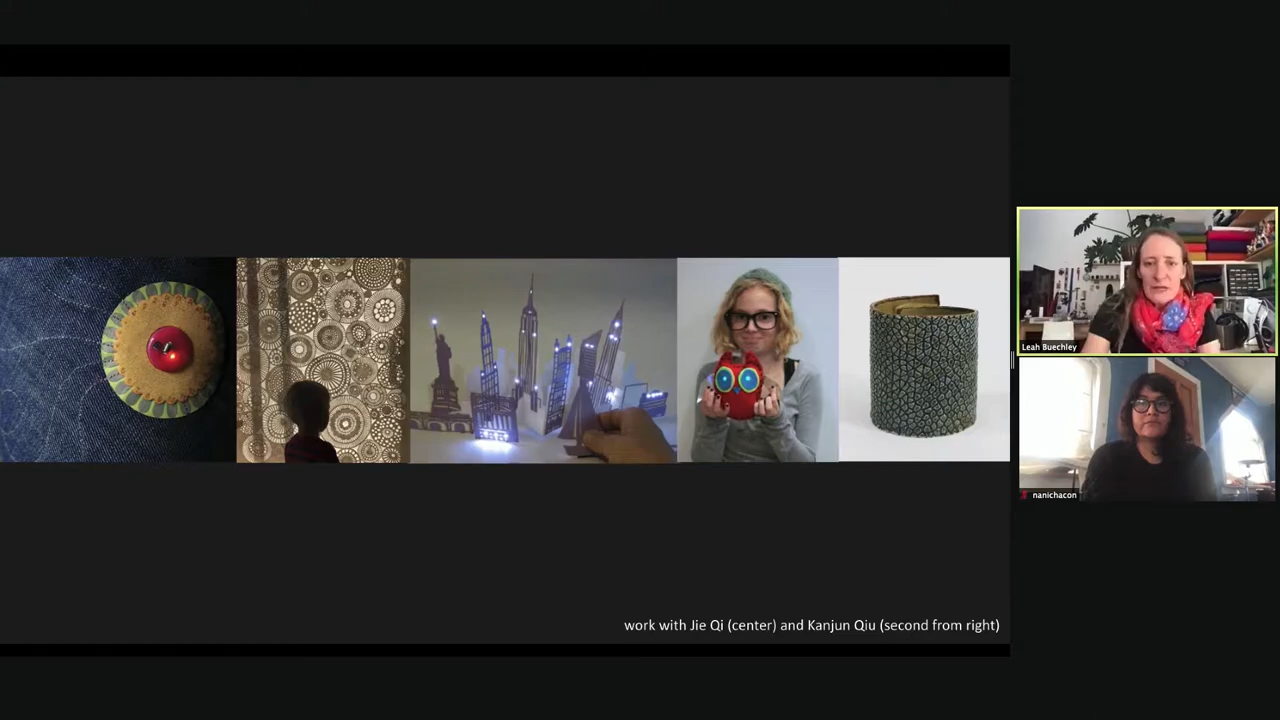 Leah Buechley
nanichacon
work with Jie Qi (center) and Kanjun Qiu (second from right)